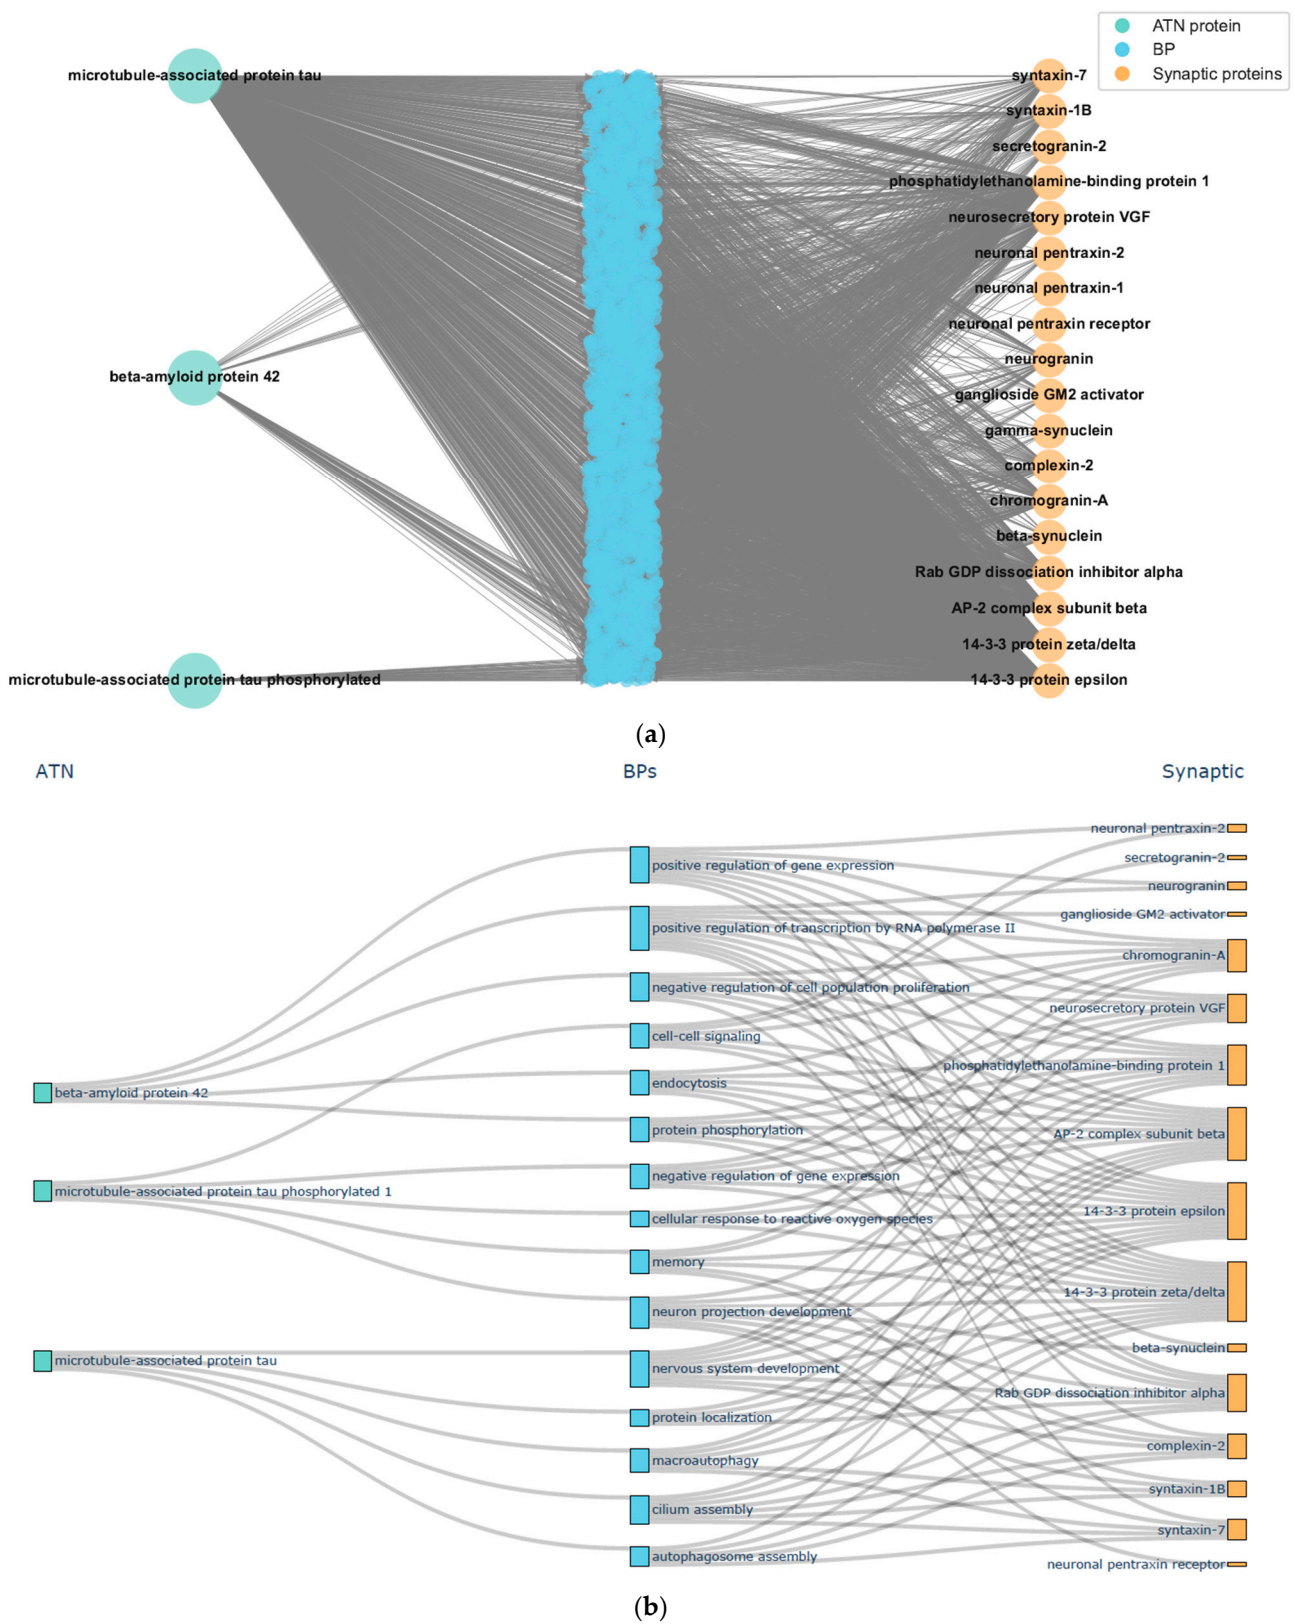 ATN protein
BP
Synaptic proteins
microtubule-associated protein tau
beta-amyloid protein 42
microtubule-associated protein tau phosphorylated
syntaxin-7
syntaxin-1B
secretogranin-2
phosphatidylethanolamine-binding protein 1
neurosecretory protein VGF
neuronal pentraxin-2
neuronal pentraxin-1
neuronal pentraxin receptor
neurogranin
ganglioside GM2 activator
gamma-synuclein
complexin-2
chromogranin-A
beta-synuclein
Rab GDP dissociation inhibitor alpha
AP-2 complex subunit beta
14-3-3 protein zeta/delta
14-3-3 protein epsilon
(a)
ATN
BPs
Synaptic
beta-amyloid protein 42
microtubule-associated protein tau phosphorylated 1
microtubule-associated protein tau
positive regulation of gene expression
positive regulation of transcription by RNA polymerase II
negative regulation of cell population proliferation
cell-cell signaling
endocytosis
protein phosphorylation
negative regulation of gene expression
cellular response to reactive oxygen species
memory
neuron projection development
nervous system development
protein localization
macroautophagy
cilium assembly
autophagosome assembly
neuronal pentraxin-2
secretogranin-2
neurogranin
ganglioside GM2 activator
chromogranin-A
neurosecretory protein VGF
phosphatidylethanolamine-binding protein 1
AP-2 complex subunit beta
14-3-3 protein epsilon
14-3-3 protein zeta/delta
beta-synuclein
Rab GDP dissociation inhibitor alpha
complexin-2
syntaxin-1B
syntaxin-7
neuronal pentraxin receptor
(b)